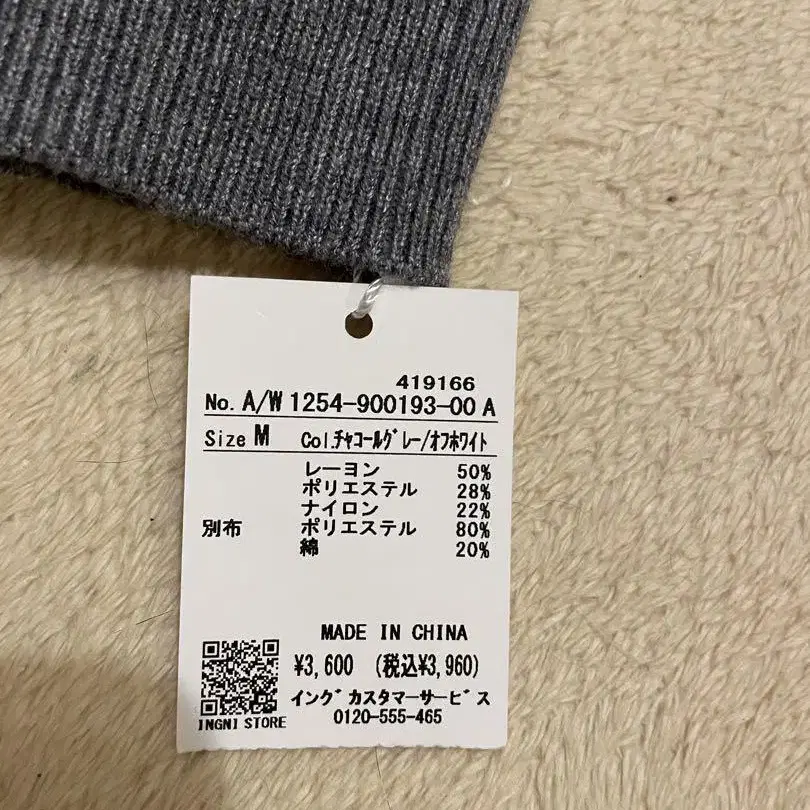 419166
No. A/W 1254-900193-00 A
Size M Col.ﾁｬｺｰﾙｸﾞﾚｰ/ｵﾌﾎﾜｲﾄ
レーヨン 50%
ポリエステル 28%
ナイロン 22%
別布 ポリエステル 80%
綿 20%
MADE IN CHINA
¥3,600 (税込¥3,960)
イングﾞカスタマーサービﾞス
0120-555-465
INGNI STORE